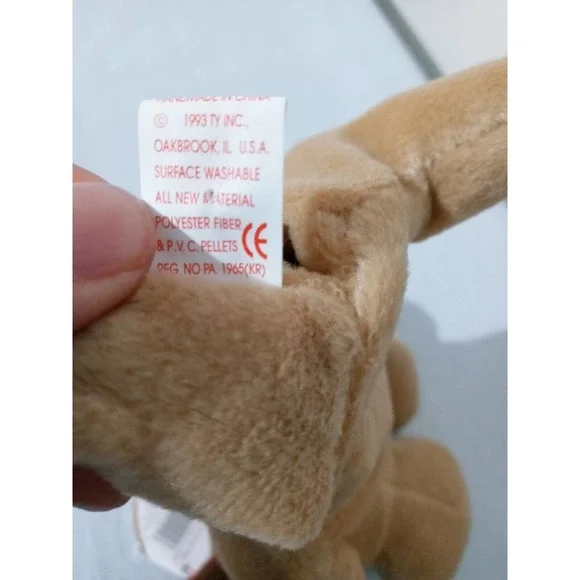 HANDMADE IN CHINA
© 1993 TY INC.,
OAKBROOK, IL U.S.A.
SURFACE WASHABLE
ALL NEW MATERIAL
POLYESTER FIBER
& P.V.C. PELLETS CE
REG. NO PA. 1965(KR)